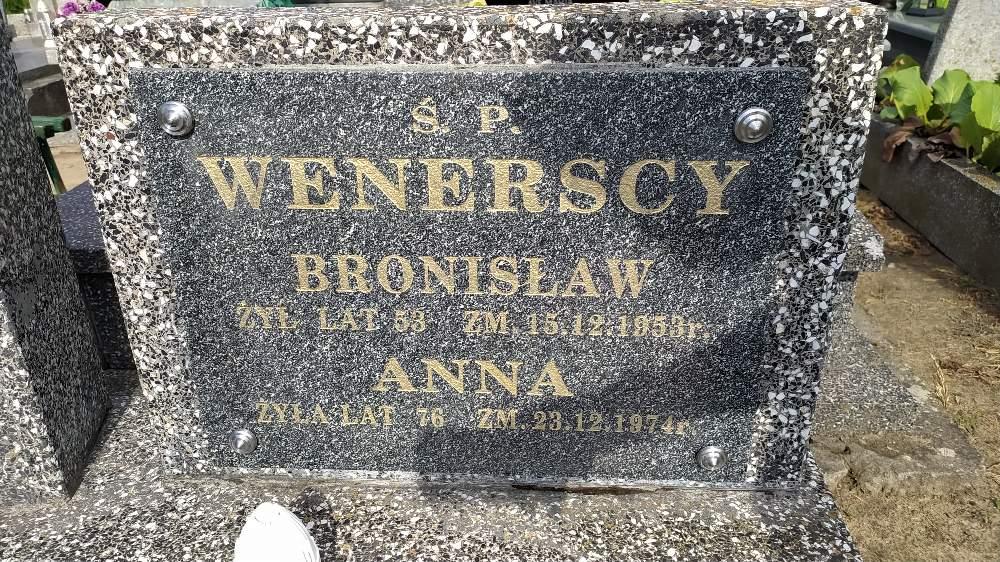 Ś. P.
WENERSCY
BRONISŁAW
ŻYŁ LAT 53 ZM. 15.12.1953r.
ANNA
ŻYŁA LAT 76 ZM. 23.12.1974r.